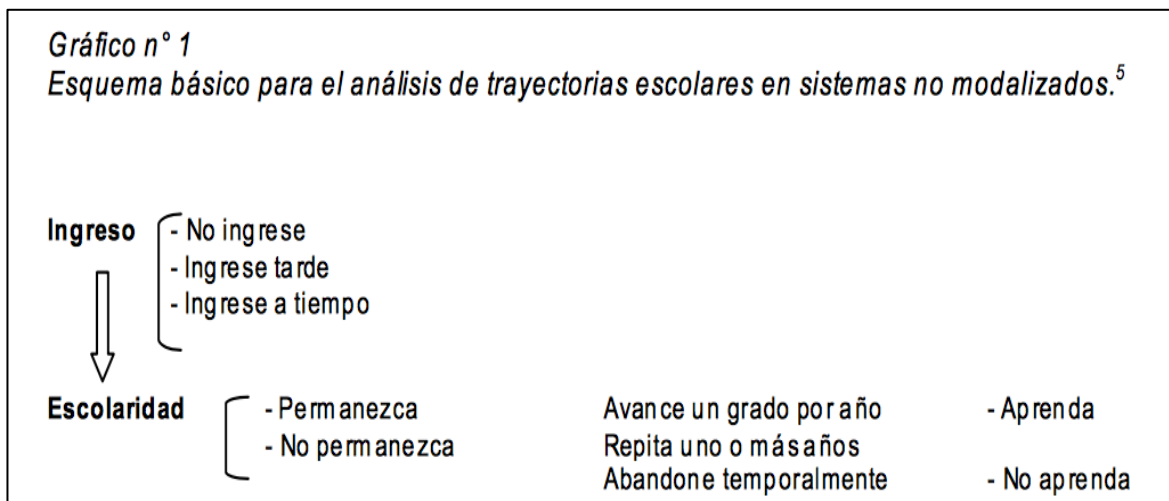 Gráfico n° 1
Esquema básico para el análisis de trayectorias escolares en sistemas no modalizados.5
Ingreso - No ingrese
- Ingrese tarde
- Ingrese a tiempo
Escolaridad - Permanezca Avance un grado por año - Aprenda
- No permanezca Repita uno o más años
Abandone temporalmente - No aprenda